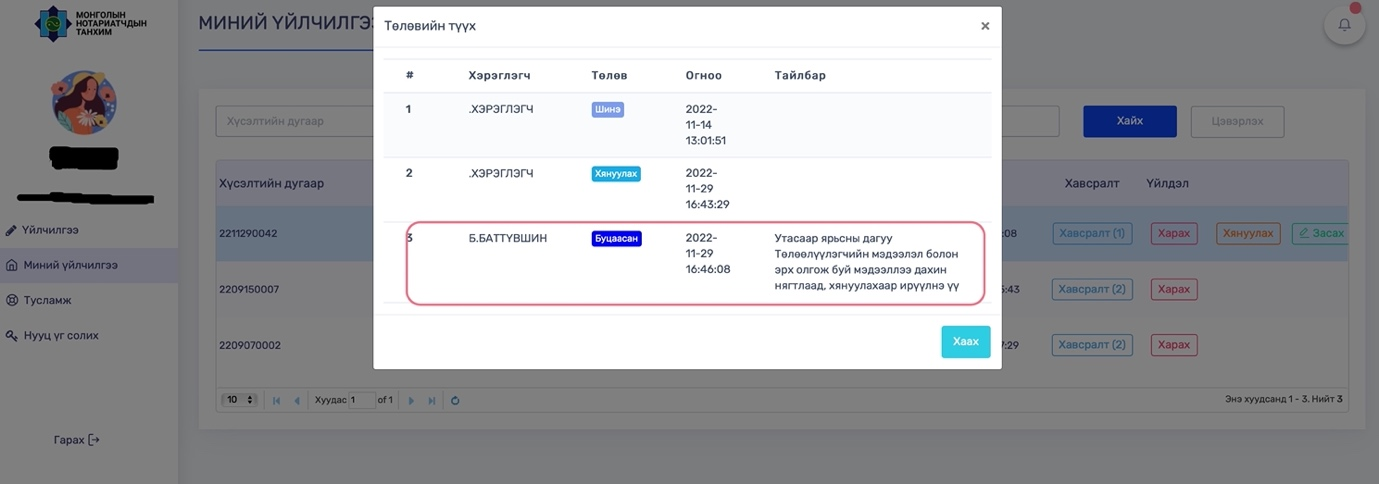 МОНГОЛЫН
НОТАРИАТЧДЫН
ТАНХИМ
Үйлчилгээ
Миний үйлчилгээ
Тусламж
Нууц үг солих
Гарах
МИНИЙ ҮЙЛЧИЛГЭЭ
Хүсэлтийн дугаар
Хайх
Цэвэрлэх
Хүсэлтийн дугаар
Хавсралт
Үйлдэл
2211290042
:08
Хавсралт (1)
Харах
Хянуулах
Засах
2209150007
5:43
Хавсралт (2)
Харах
2209070002
7:29
Хавсралт (2)
Харах
10
Хуудас 1 of 1
Энэ хуудсанд 1 - 3. Нийт 3
Төлөвийн түүх
×
# Хэрэглэгч Төлөв Огноо Тайлбар
1 .ХЭРЭГЛЭГЧ Шинэ 2022-
11-14
13:01:51
2 .ХЭРЭГЛЭГЧ Хянуулах 2022-
11-29
16:43:29
3 Б.БАТТҮВШИН Буцаасан 2022-
11-29
16:46:08
Утасаар ярьсны дагуу
Төлөөлүүлэгчийн мэдээлэл болон
эрх олгож буй мэдээллээ дахин
нягтлаад, хянуулахаар ирүүлнэ үү
Хаах